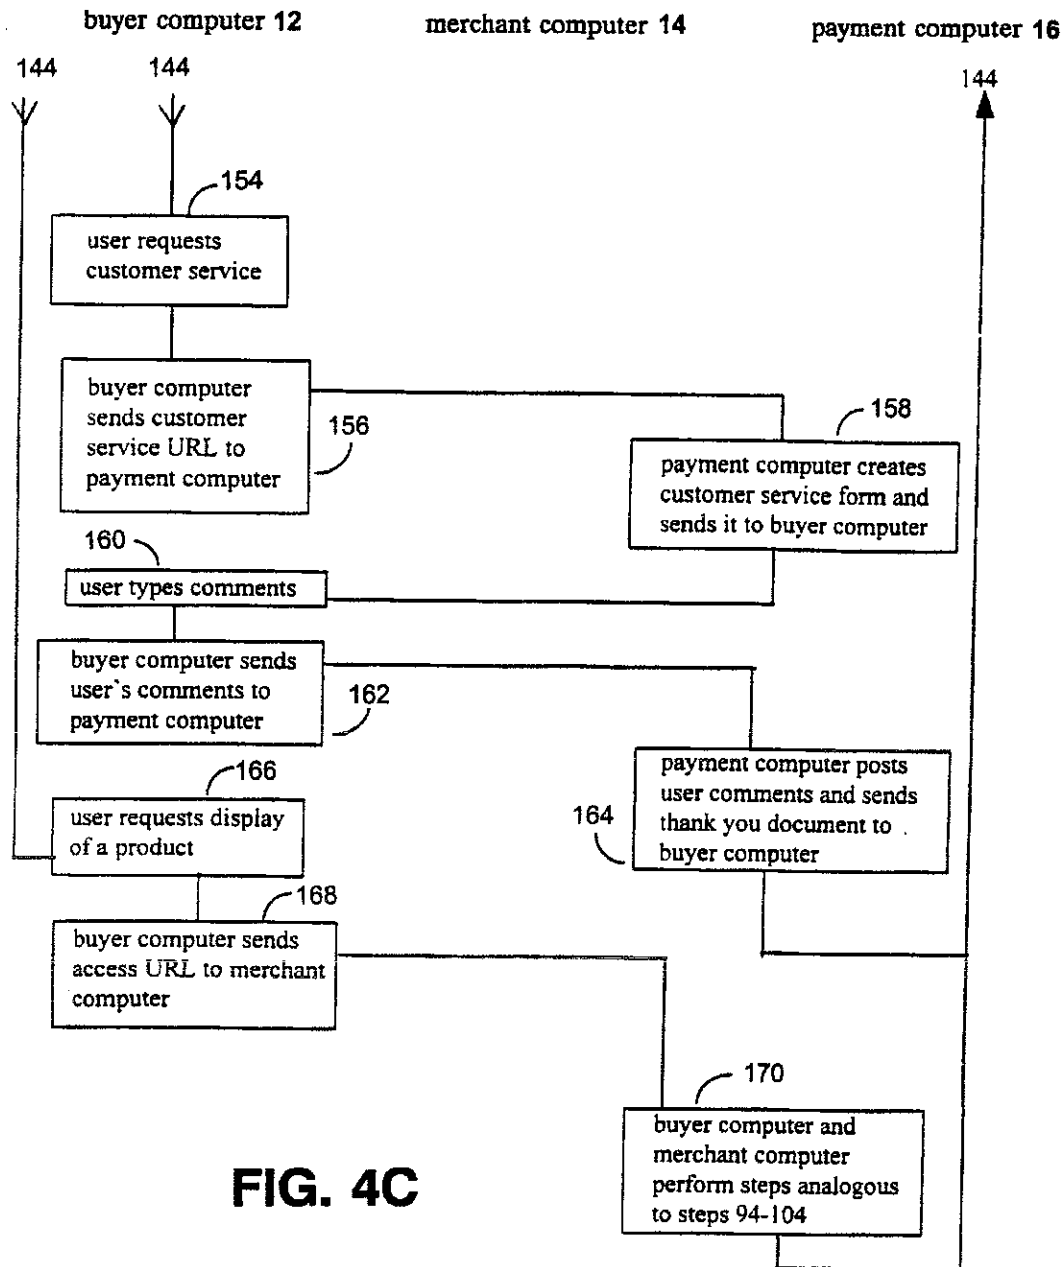 buyer computer 12
merchant computer 14
payment computer 16
144
144
144
154
user requests
customer service
buyer computer
sends customer
service URL to
payment computer
156
158
payment computer creates
customer service form and
sends it to buyer computer
160
user types comments
buyer computer sends
user`s comments to
payment computer
162
payment computer posts
user comments and sends
thank you document to
buyer computer
164
166
user requests display
of a product
168
buyer computer sends
access URL to merchant
computer
170
buyer computer and
merchant computer
perform steps analogous
to steps 94-104
FIG. 4C